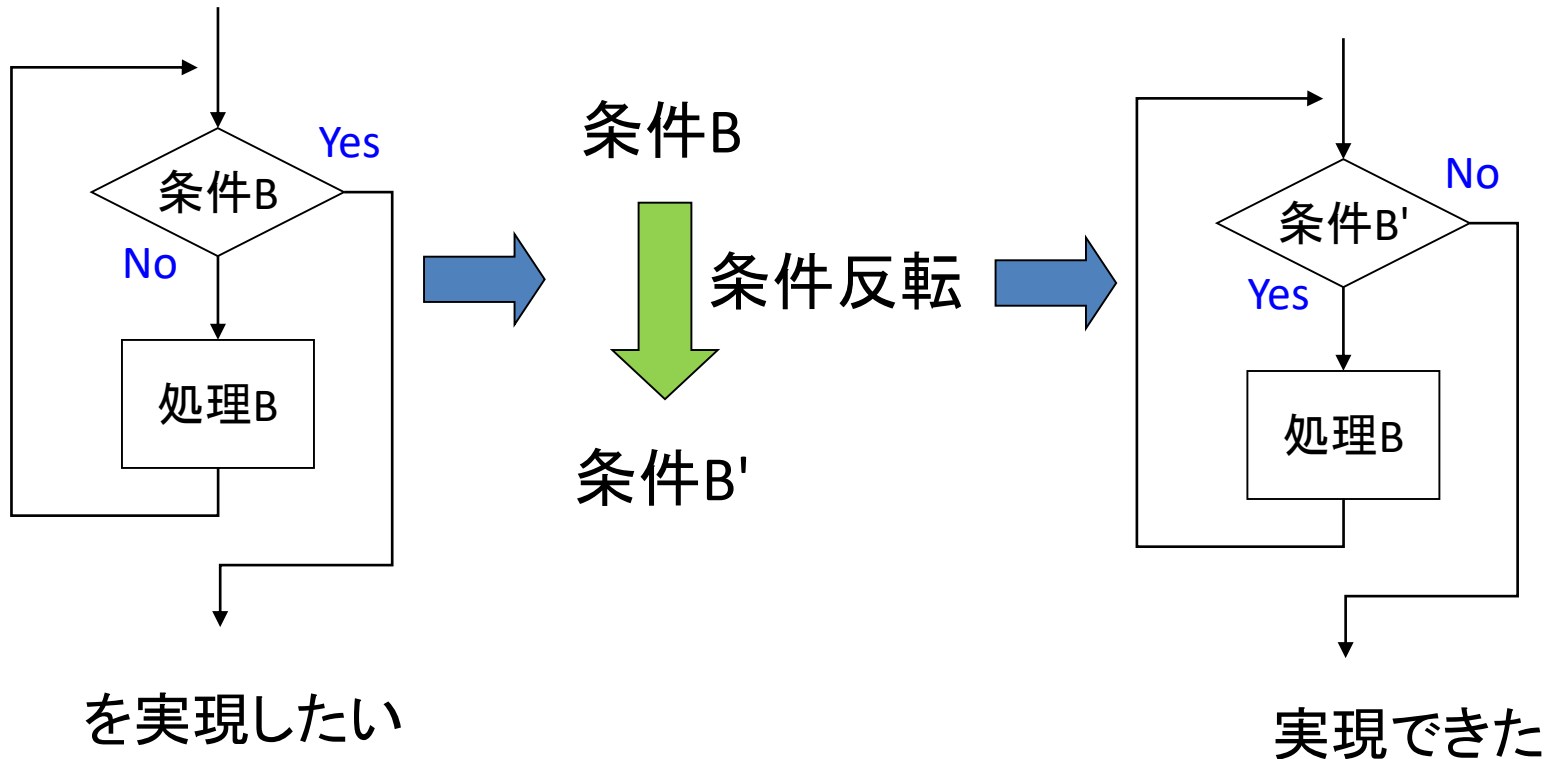 Yes
条件B
No
処理B
を実現したい
条件B
条件反転
条件B'
No
条件B'
Yes
処理B
実現できた